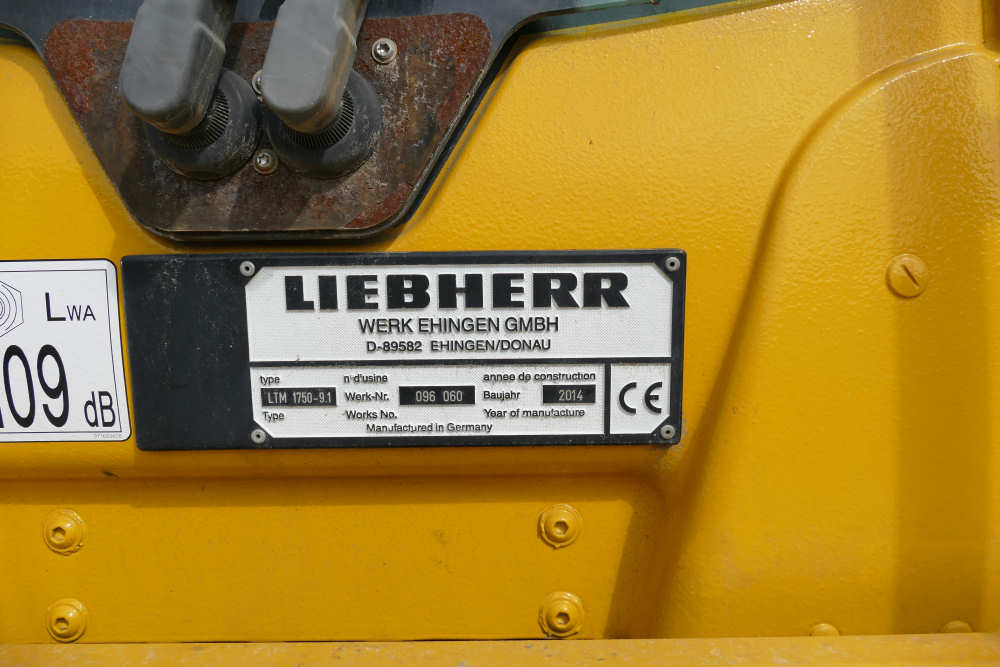 LWA
09 dB
LIEBHERR
WERK EHINGEN GMBH
D-89582 EHINGEN/DONAU
type n·d'usine annee de construction
LTM 1750-9.1 Werk-Nr. 096 060 Baujahr 2014
Type Works No. Year of manufacture
Manufactured in Germany
CE